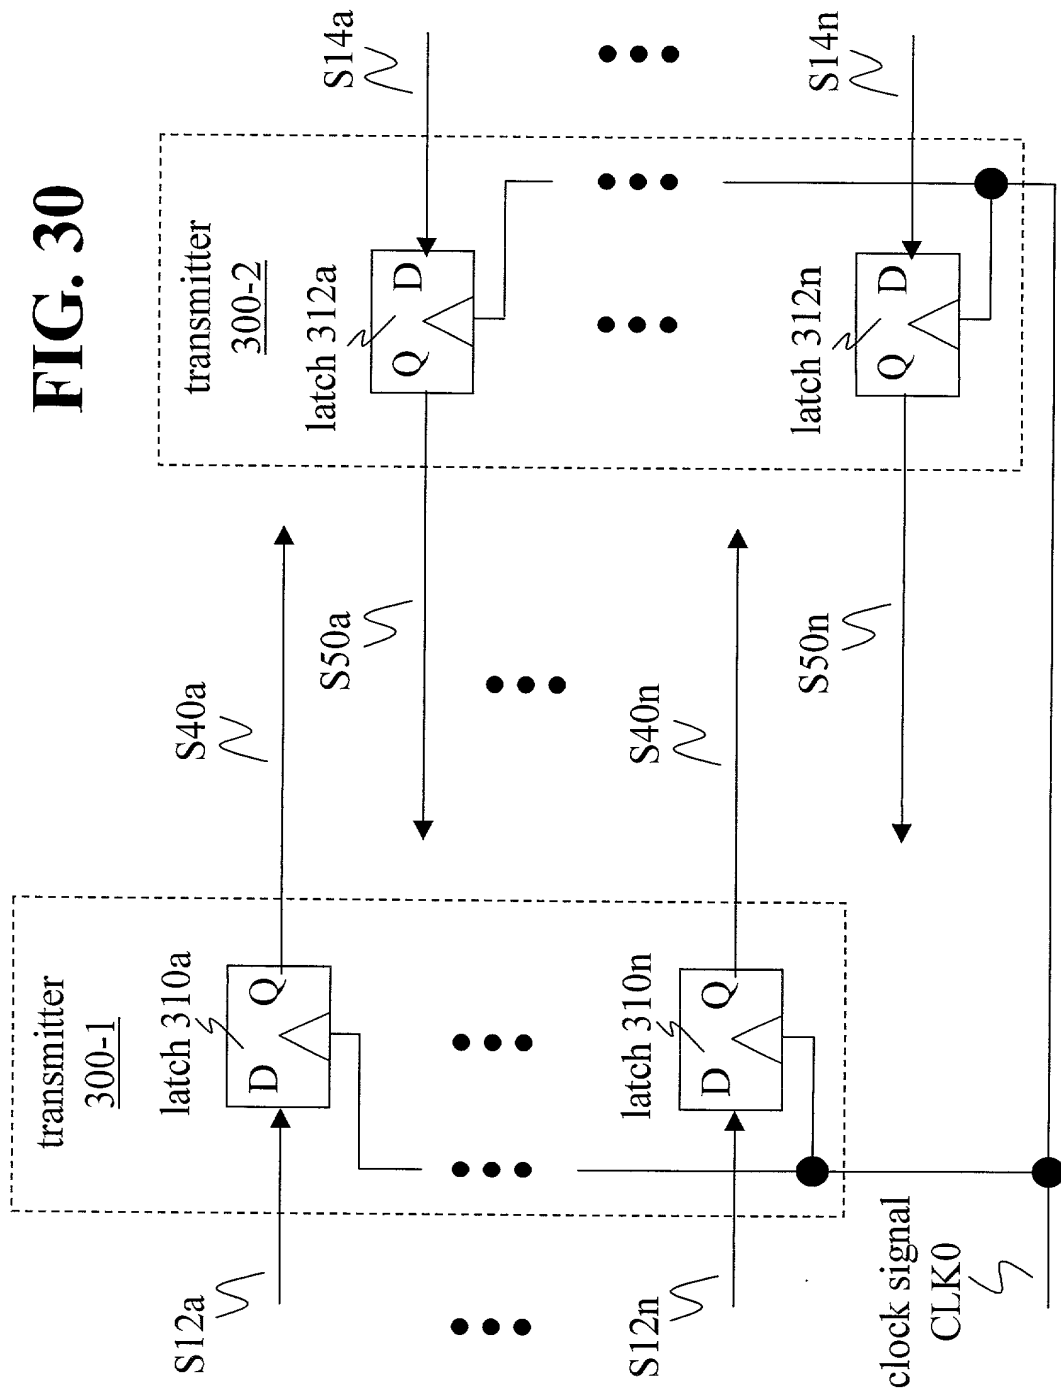 FIG. 30
transmitter
300-1
latch 310a
D
Q
S12a
S40a
transmitter
300-2
latch 312a
Q
D
S14a
S50a
latch 310n
D
Q
S12n
S40n
latch 312n
Q
D
S14n
S50n
clock signal
CLK0